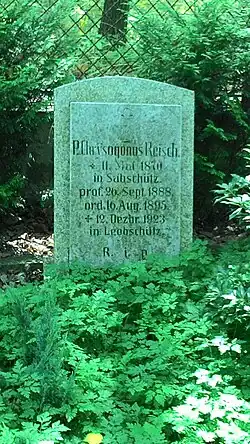 P. Chrysogonus Reisch.
* 11. Mai 1870
in Sabschütz
prof. 26. Sept. 1888
ord. 16. Aug. 1895
+ 12. Dezbr. 1923
in Leobschütz.
R. i. p.